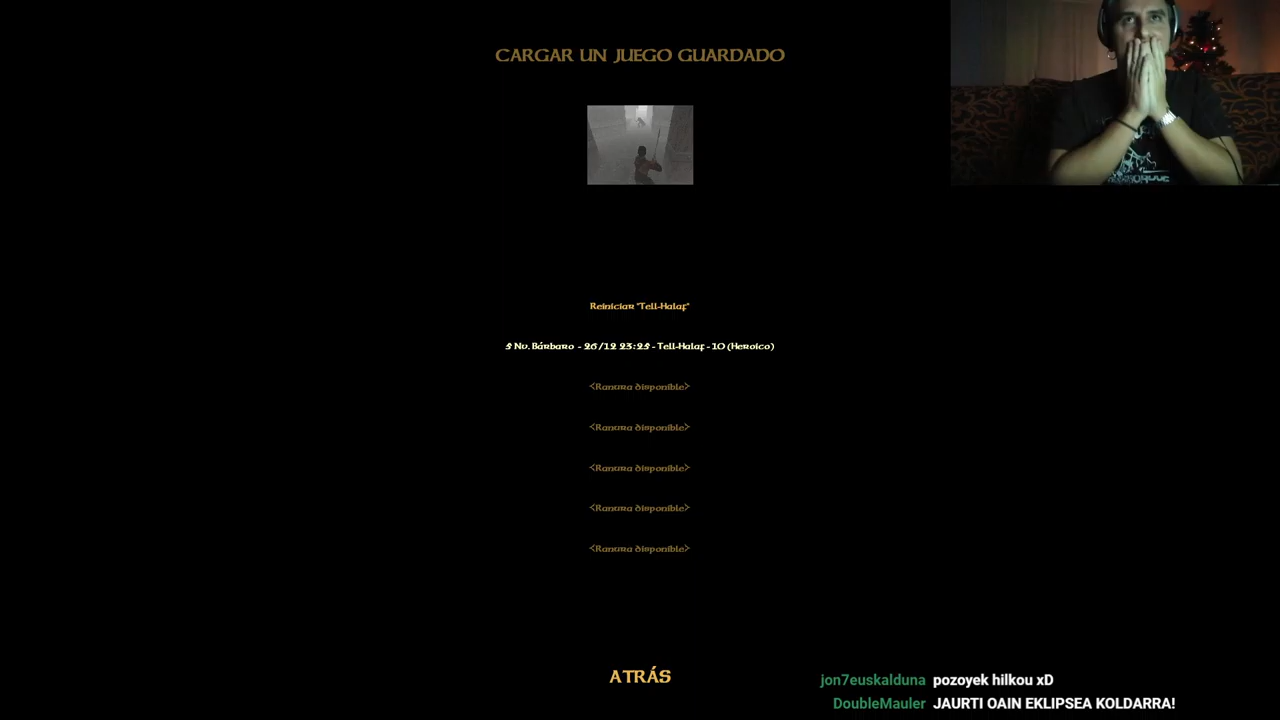 CARGAR UN JUEGO GUARDADO
Reiniciar "Tell-Halaf"
5 Nv. Bárbaro - 26/12 23:25 - Tell-Halaf - 10 (Heroico)
<Ranura disponible>
<Ranura disponible>
<Ranura disponible>
<Ranura disponible>
<Ranura disponible>
ATRÁS
jon7euskalduna pozoyek hilkou xD
DoubleMauler JAURTI OAIN EKLIPSEA KOLDARRA!